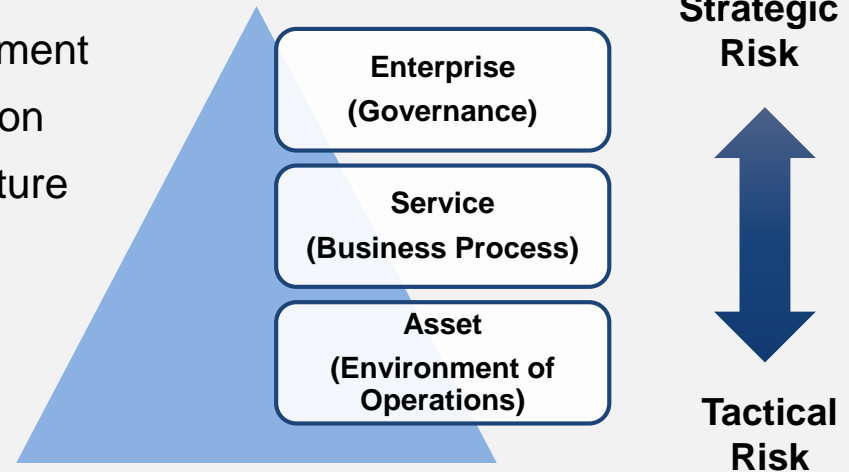 ment
on
ture
Enterprise
(Governance)
Service
(Business Process)
Asset
(Environment of
Operations)
Strategic
Risk
Tactical
Risk